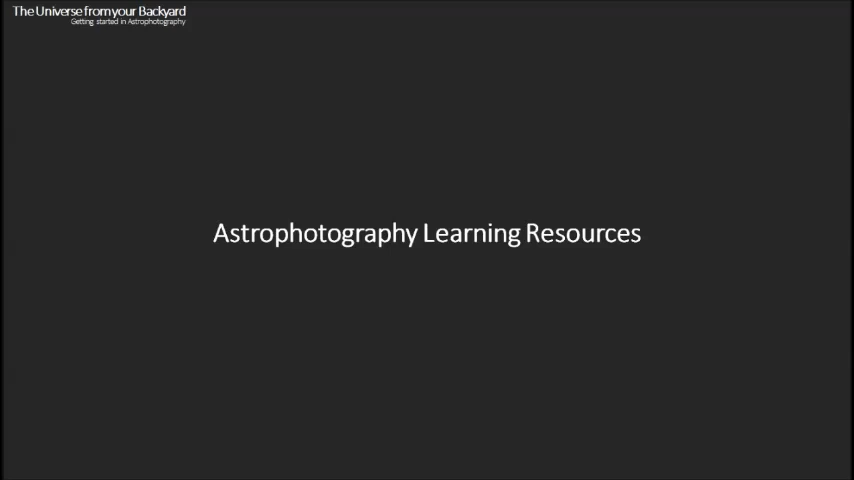 The Universe from your Backyard
Getting started in Astrophotography
Astrophotography Learning Resources